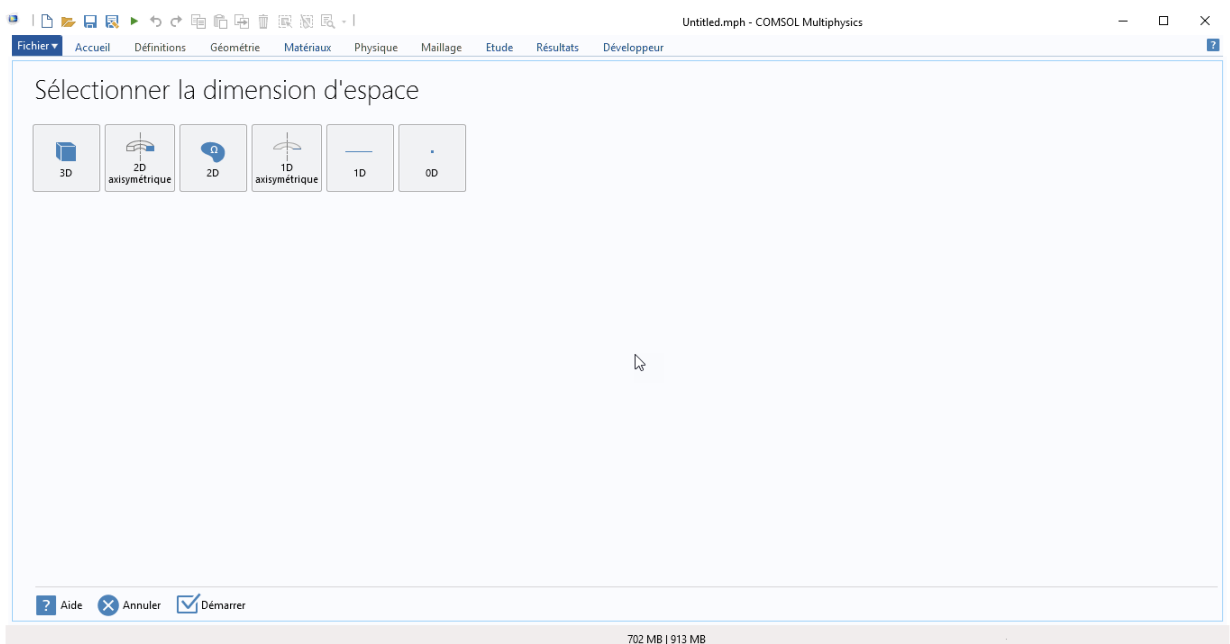 Untitled.mph - COMSOL Multiphysics
Fichier Accueil Définitions Géométrie Matériaux Physique Maillage Etude Résultats Développeur ?
Sélectionner la dimension d'espace
3D
2D
axisymétrique
Ω
2D
1D
axisymétrique
1D
0D
? Aide Annuler Démarrer
702 MB | 913 MB